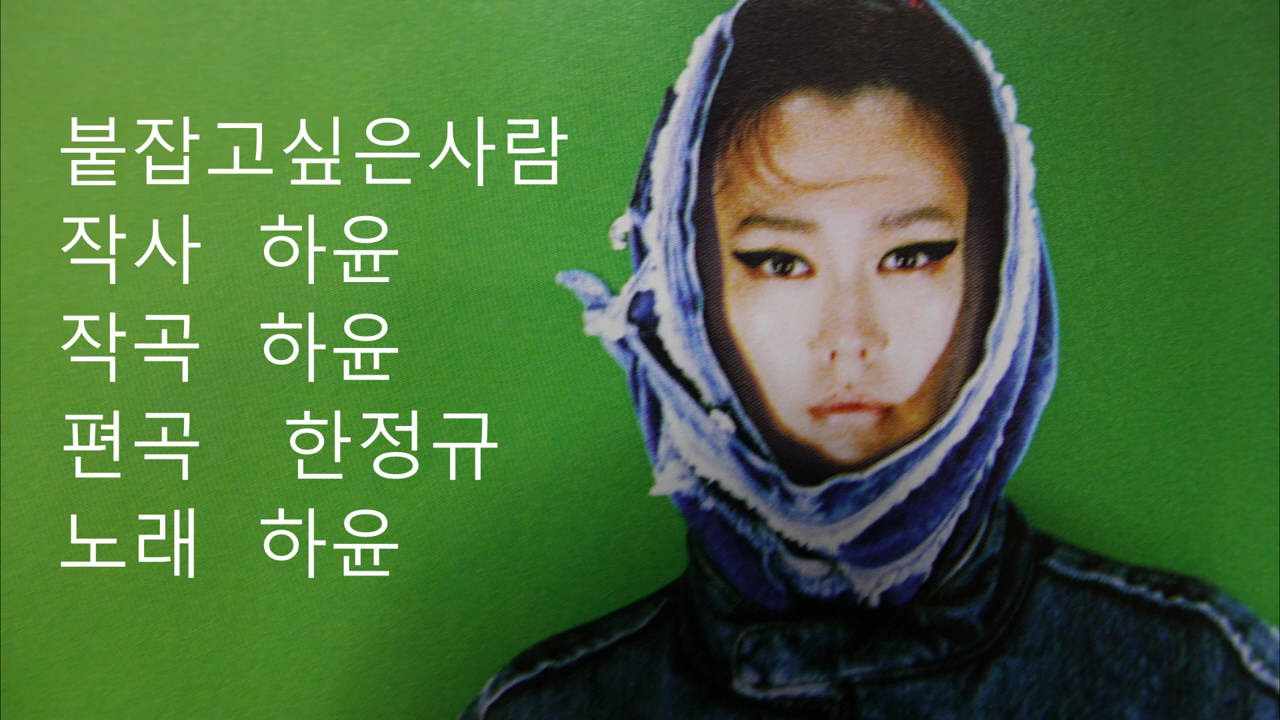 붙잡고싶은사람
작사 하윤
작곡 하윤
편곡 한정규
노래 하윤